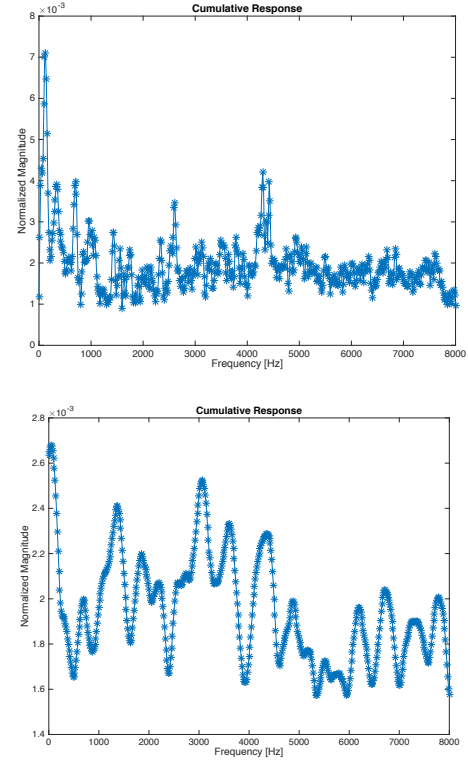 Cumulative Response
×10⁻³
8
7
6
5
4
3
2
1
0
Normalized Magnitude
0 1000 2000 3000 4000 5000 6000 7000 8000
Frequency [Hz]
Cumulative Response
×10⁻³
2.8
2.6
2.4
2.2
2
1.8
1.6
1.4
Normalized Magnitude
0 1000 2000 3000 4000 5000 6000 7000 8000
Frequency [Hz]